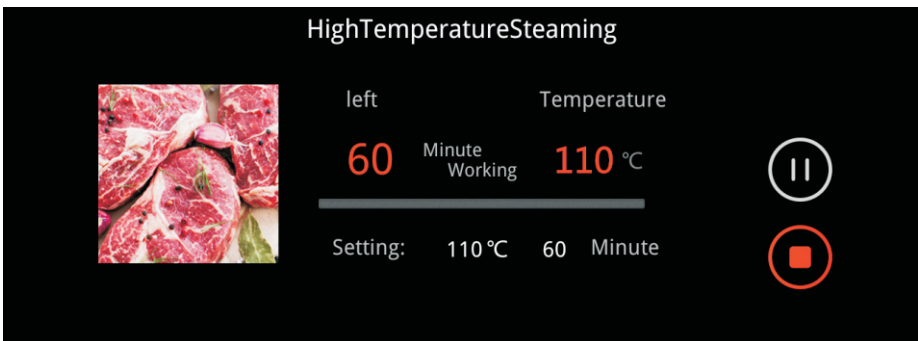 HighTemperatureSteaming
left Temperature
60 Minute Working 110 ℃
Setting: 110℃ 60 Minute